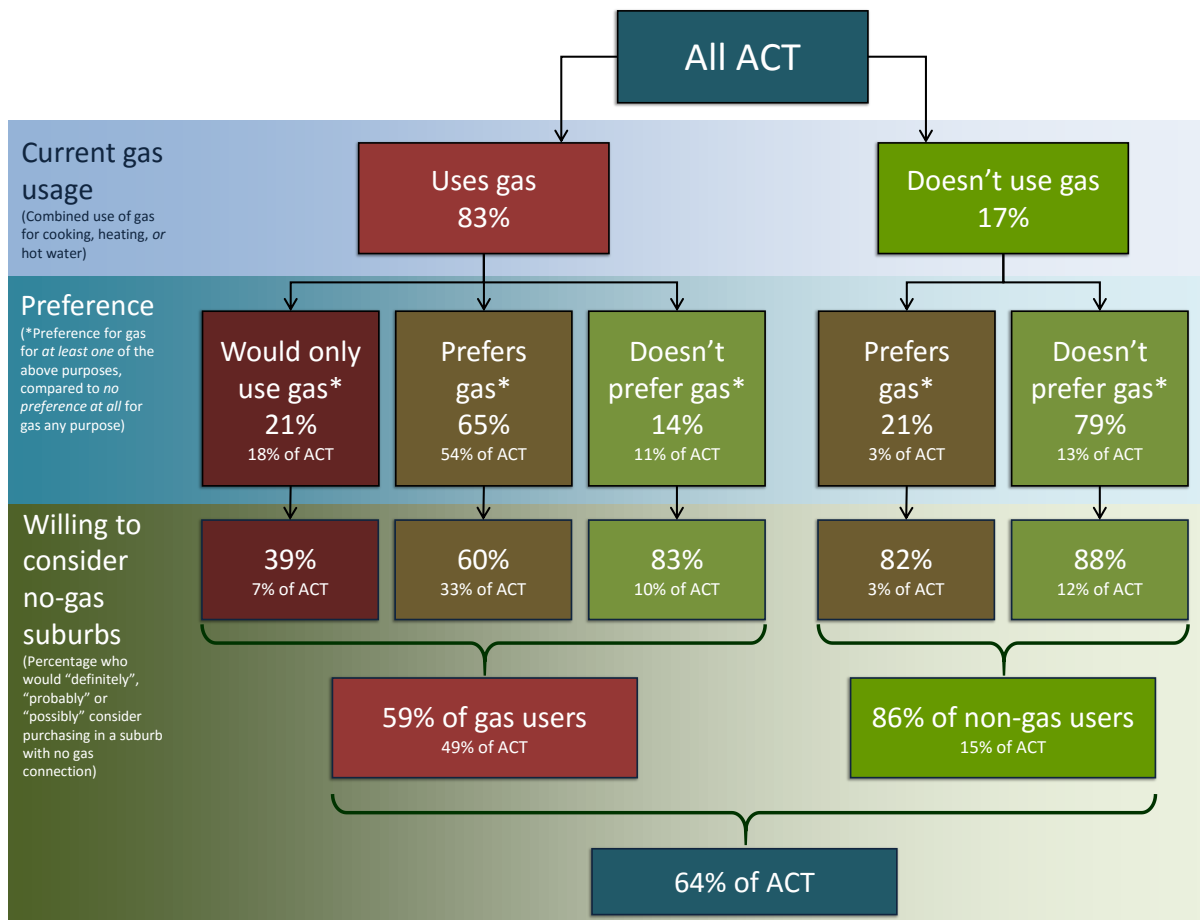 All ACT
Current gas
usage
(Combined use of gas
for cooking, heating, or
hot water)
Uses gas
83%
Doesn't use gas
17%
Preference
(*Preference for gas
for at least one of the
above purposes,
compared to no
preference at all for
gas any purpose)
Would only
use gas*
21%
18% of ACT
Prefers
gas*
65%
54% of ACT
Doesn't
prefer gas*
14%
11% of ACT
Prefers
gas*
21%
3% of ACT
Doesn't
prefer gas*
79%
13% of ACT
Willing to
consider
no-gas
suburbs
(Percentage who
would “definitely”,
“probably” or
“possibly” consider
purchasing in a suburb
with no gas
connection)
39%
7% of ACT
60%
33% of ACT
83%
10% of ACT
82%
3% of ACT
88%
12% of ACT
59% of gas users
49% of ACT
86% of non-gas users
15% of ACT
64% of ACT